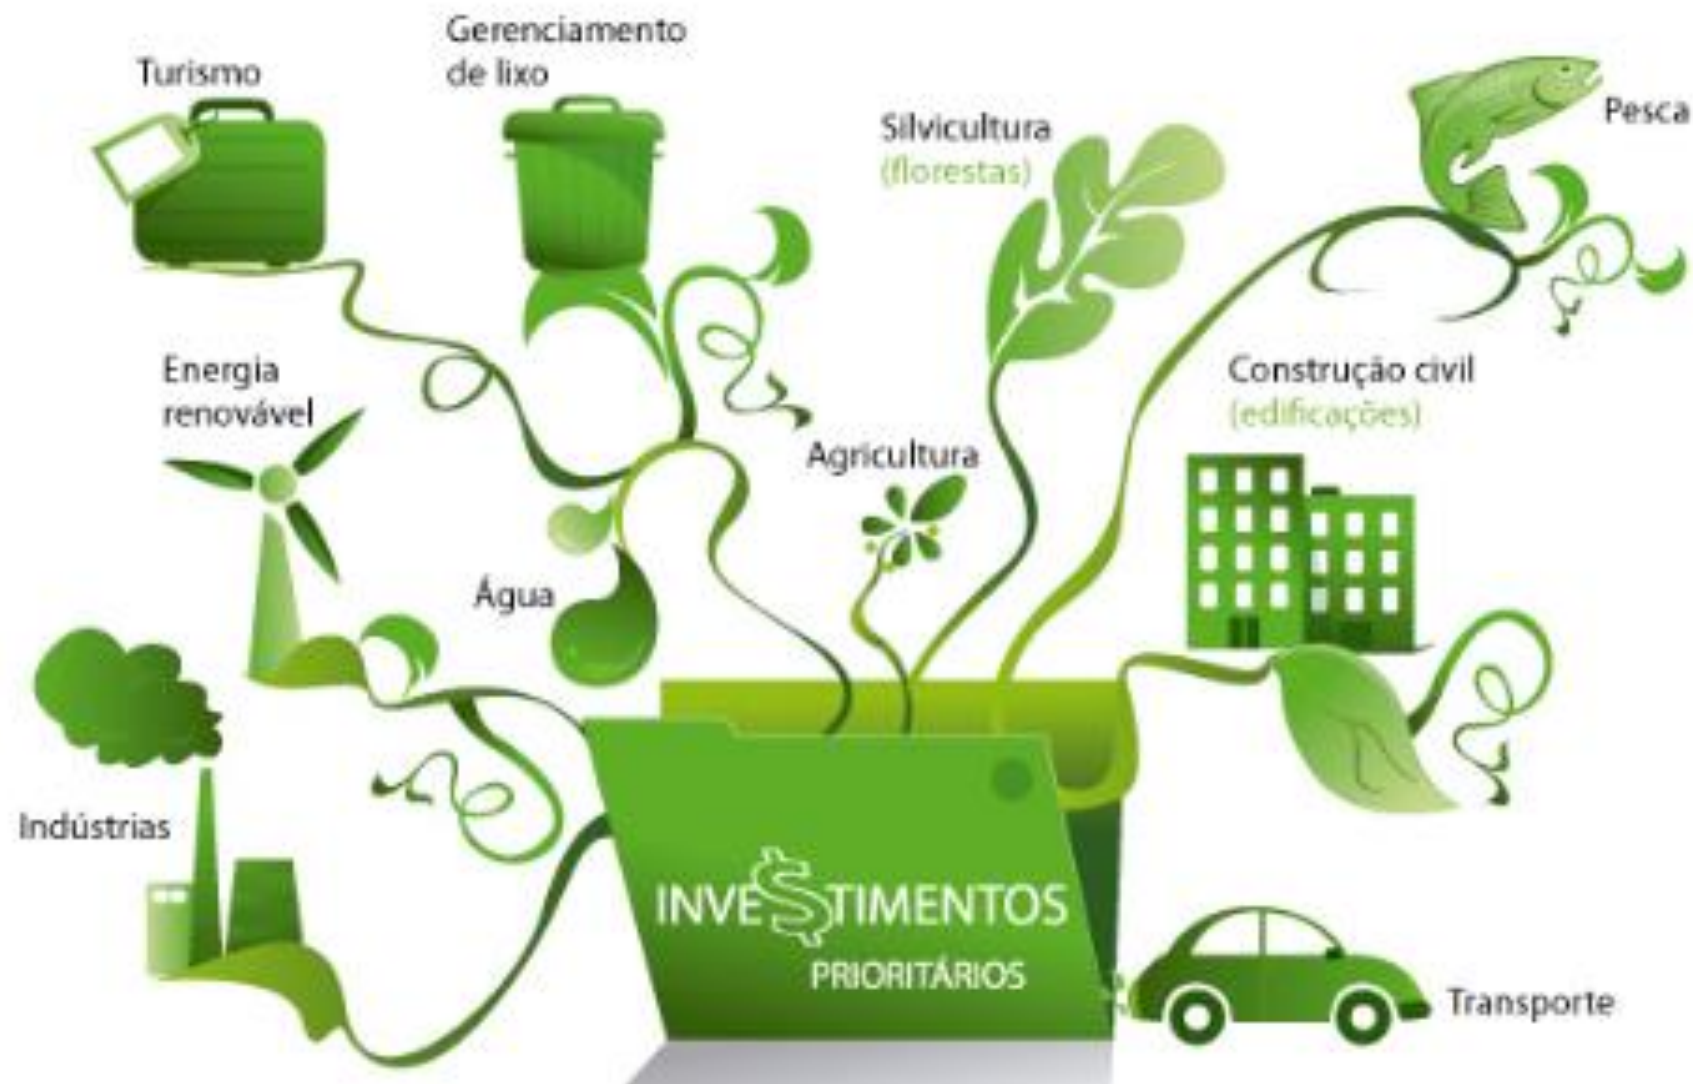 Turismo
Gerenciamento
de lixo
Silvicultura
(florestas)
Pesca
Energia
renovável
Água
Agricultura
Construção civil
(edificações)
Indústrias
INVE$TIMENTOS
PRIORITÁRIOS
Transporte